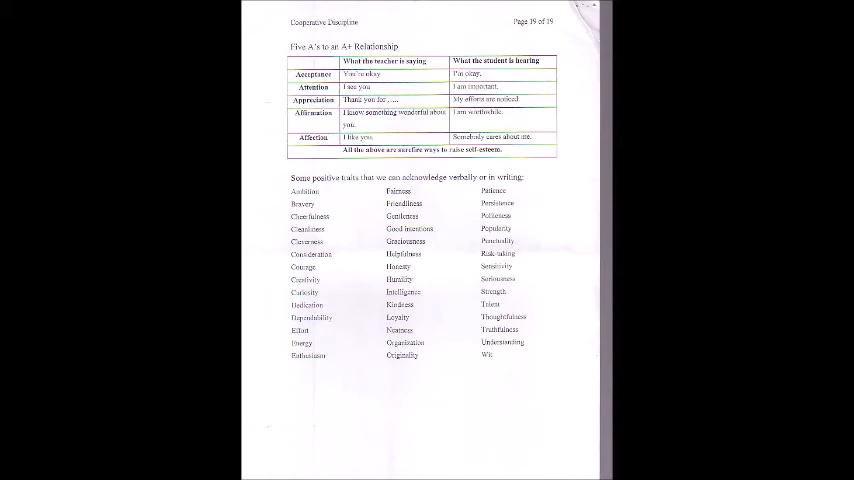 Cooperative Discipline Page 19 of 19
Five A's to an A+ Relationship
What the teacher is saying What the student is hearing
Acceptance You're okay I'm okay.
Attention I see you I am important.
Appreciation Thank you for ….. My efforts are noticed.
Affirmation I know something wonderful about you. I am worthwhile.
Affection I like you. Somebody cares about me.
All the above are surefire ways to raise self-esteem.
Some positive traits that we can acknowledge verbally or in writing:
Ambition Fairness Patience
Bravery Friendliness Persistence
Cheerfulness Gentleness Politeness
Cleanliness Good intentions Popularity
Cleverness Graciousness Punctuality
Consideration Helpfulness Risk-taking
Courage Honesty Sensitivity
Creativity Humility Seriousness
Curiosity Intelligence Strength
Dedication Kindness Talent
Dependability Loyalty Thoughtfulness
Effort Neatness Truthfulness
Energy Organization Understanding
Enthusiasm Originality Wit